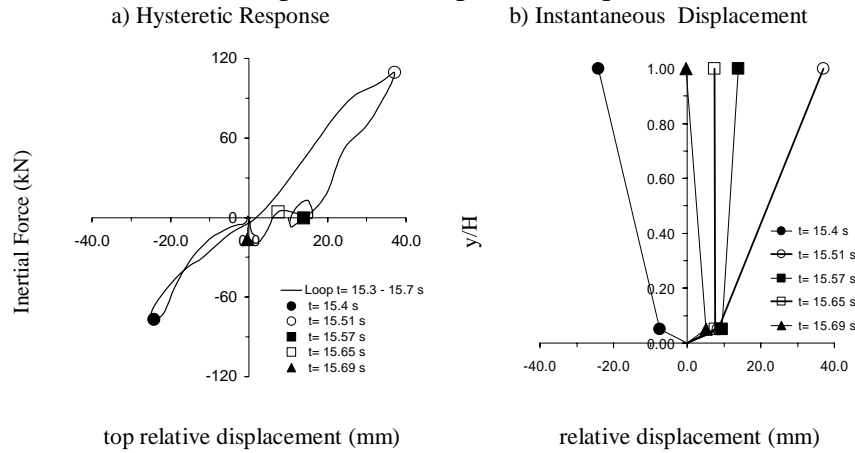 a) Hysteretic Response
b) Instantaneous Displacement
120
80
40
0
-40.0 -20.0 0.0 20.0 40.0
-60
-120
Inertial Force (kN)
Loop t= 15.3 - 15.7 s
t= 15.4 s
t= 15.51 s
t= 15.57 s
t= 15.65 s
t= 15.69 s
top relative displacement (mm)
1.00
0.80
0.60
0.40
0.20
0.00
y/H
-40.0 -20.0 0.0 20.0 40.0
t= 15.4 s
t= 15.51 s
t= 15.57 s
t= 15.65 s
t= 15.69 s
relative displacement (mm)